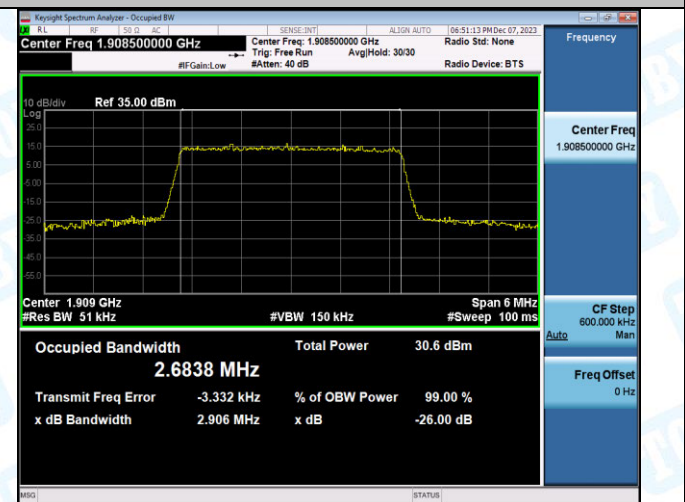 Keysight Spectrum Analyzer - Occupied BW
RL RF 50 Ω AC SENSE:INT ALIGN AUTO 06:51:13 PM Dec 07, 2023
Center Freq 1.908500000 GHz
Center Freq: 1.908500000 GHz
Radio Std: None
Trig: Free Run
Avg|Hold: 30/30
#IFGain:Low
#Atten: 40 dB
Radio Device: BTS
Frequency
10 dB/div
Ref 35.00 dBm
Log
25.0
15.0
5.00
-5.00
-15.0
-25.0
-35.0
-45.0
-55.0
Center 1.909 GHz
Span 6 MHz
#Res BW 51 kHz
#VBW 150 kHz
#Sweep 100 ms
Occupied Bandwidth
Total Power 30.6 dBm
2.6838 MHz
Transmit Freq Error -3.332 kHz
% of OBW Power 99.00 %
x dB Bandwidth 2.906 MHz
x dB -26.00 dB
Center Freq
1.908500000 GHz
CF Step
600.000 kHz
Auto Man
Freq Offset
0 Hz
MSG
STATUS